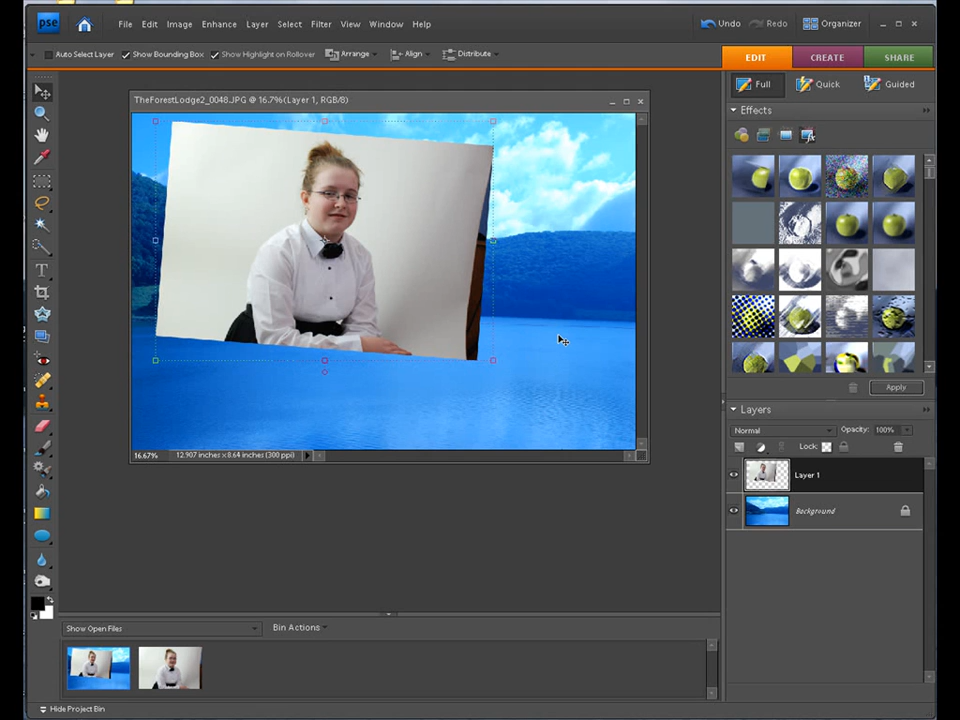 pse File Edit Image Enhance Layer Select Filter View Window Help Undo Redo Organizer
Auto Select Layer Show Bounding Box Show Highlight on Rollover Arrange Align Distribute EDIT CREATE SHARE
Full Quick Guided
TheForestLodge2_0048.JPG @ 16.7%(Layer 1, RGB/8)
Effects
T
Apply
Layers
Normal Opacity: 100%
Lock:
16.67% 12.907 inches x 8.64 inches (300 ppi)
Layer 1
Background
Show Open Files Bin Actions
Hide Project Bin